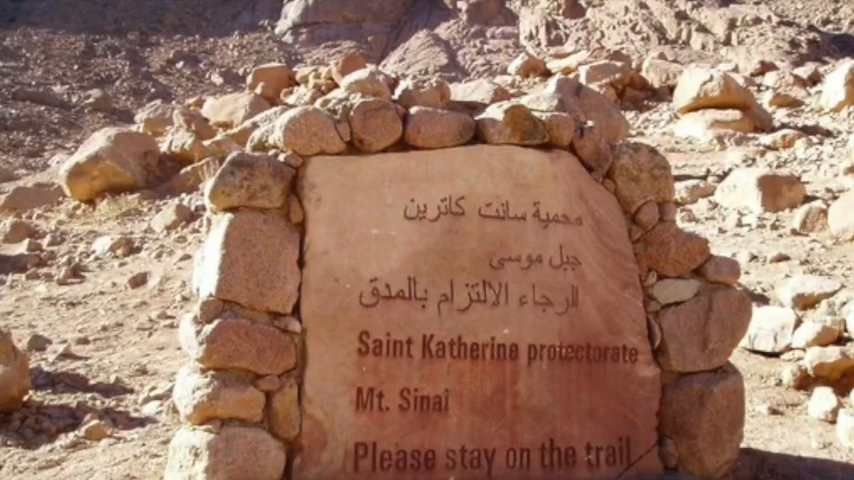 محمية سانت كاترين
جبل موسى
الرجاء الالتزام بالمدق
Saint Katherine protectorate
Mt. Sinai
Please stay on the trail